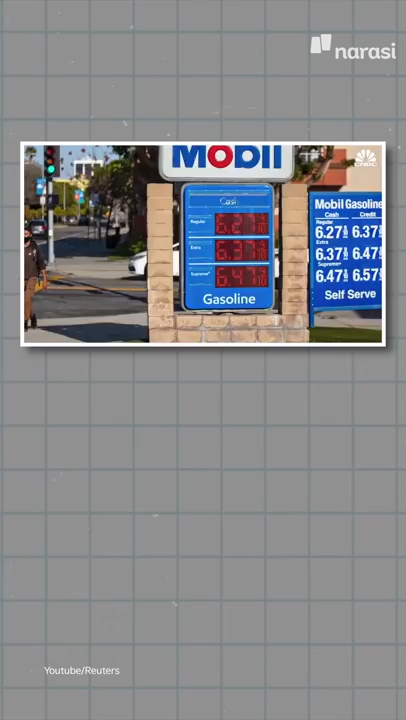 narasi
CNBC
Mobil
Cash
Regular
6.27
Extra
6.37
Supreme+
6.47
Gasoline
Mobil Gasoline
Cash Credit
Regular
6.27 6.37
Extra
6.37 6.47
Supreme+
6.47 6.57
Self Serve
Youtube/Reuters